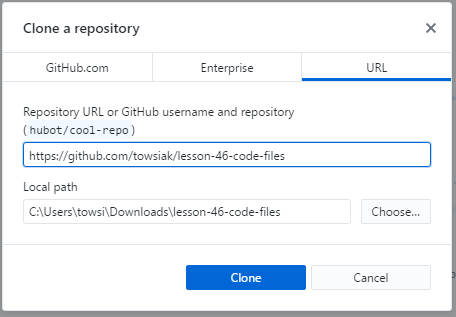 Clone a repository
GitHub.com Enterprise URL
Repository URL or GitHub username and repository
(hubot/cool-repo)
https://github.com/towsiak/lesson-46-code-files
Local path
C:\Users\towsi\Downloads\lesson-46-code-files Choose...
Clone Cancel